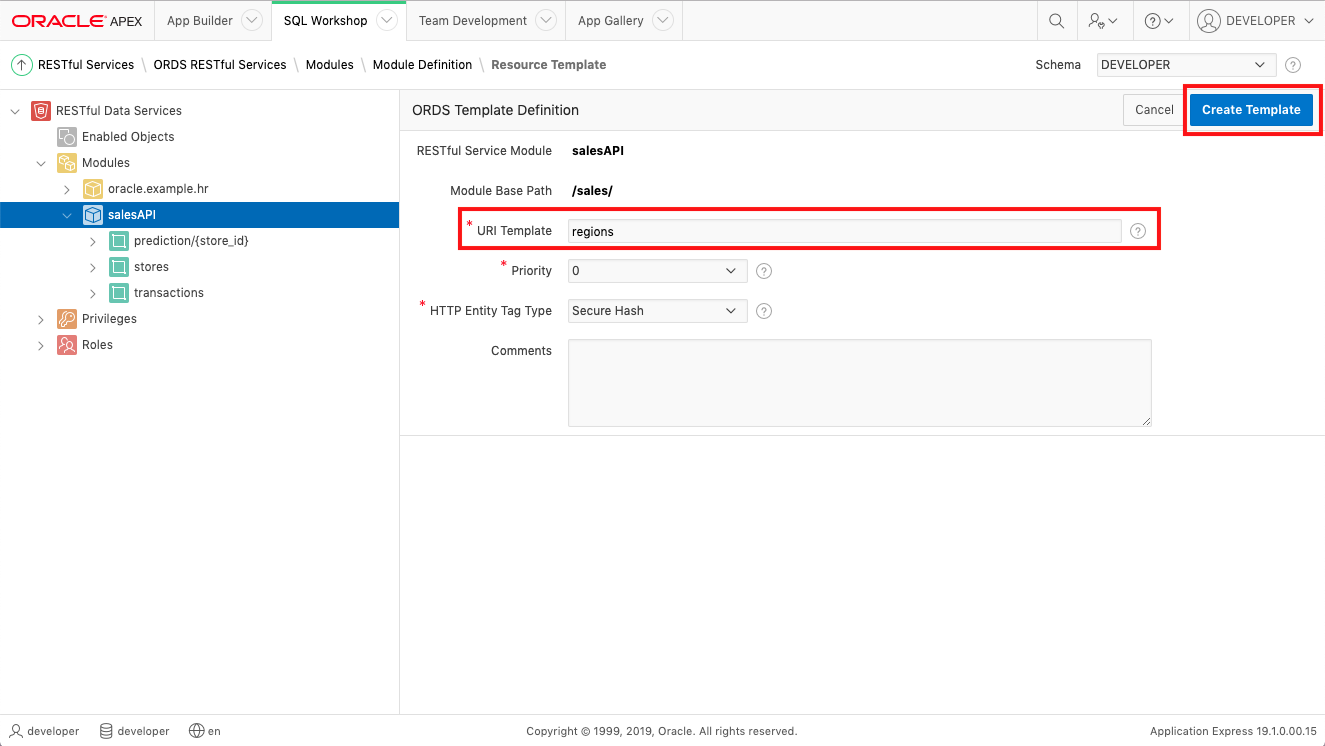 ORACLE APEX App Builder SQL Workshop Team Development App Gallery DEVELOPER
RESTful Services \ ORDS RESTful Services \ Modules \ Module Definition \ Resource Template Schema DEVELOPER
RESTful Data Services
Enabled Objects
Modules
oracle.example.hr
salesAPI
prediction/{store_id}
stores
transactions
Privileges
Roles
ORDS Template Definition Cancel Create Template
RESTful Service Module salesAPI
Module Base Path /sales/
* URI Template regions
* Priority 0
* HTTP Entity Tag Type Secure Hash
Comments
developer developer en Copyright © 1999, 2019, Oracle. All rights reserved. Application Express 19.1.0.00.15